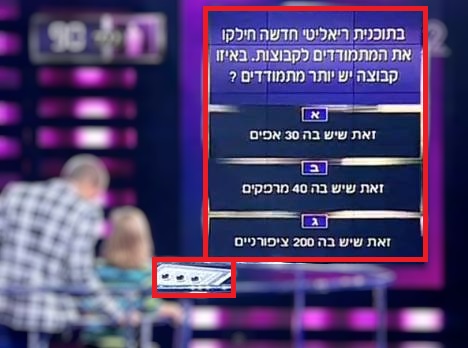 90
בתוכנית ריאליטי חדשה חילקו
את המתמודדים לקבוצות. באיזו
קבוצה יש יותר מתמודדים ?
א
זאת שיש בה 30 אפים
ב
זאת שיש בה 40 מרפקים
ג
זאת שיש בה 200 ציפורניים